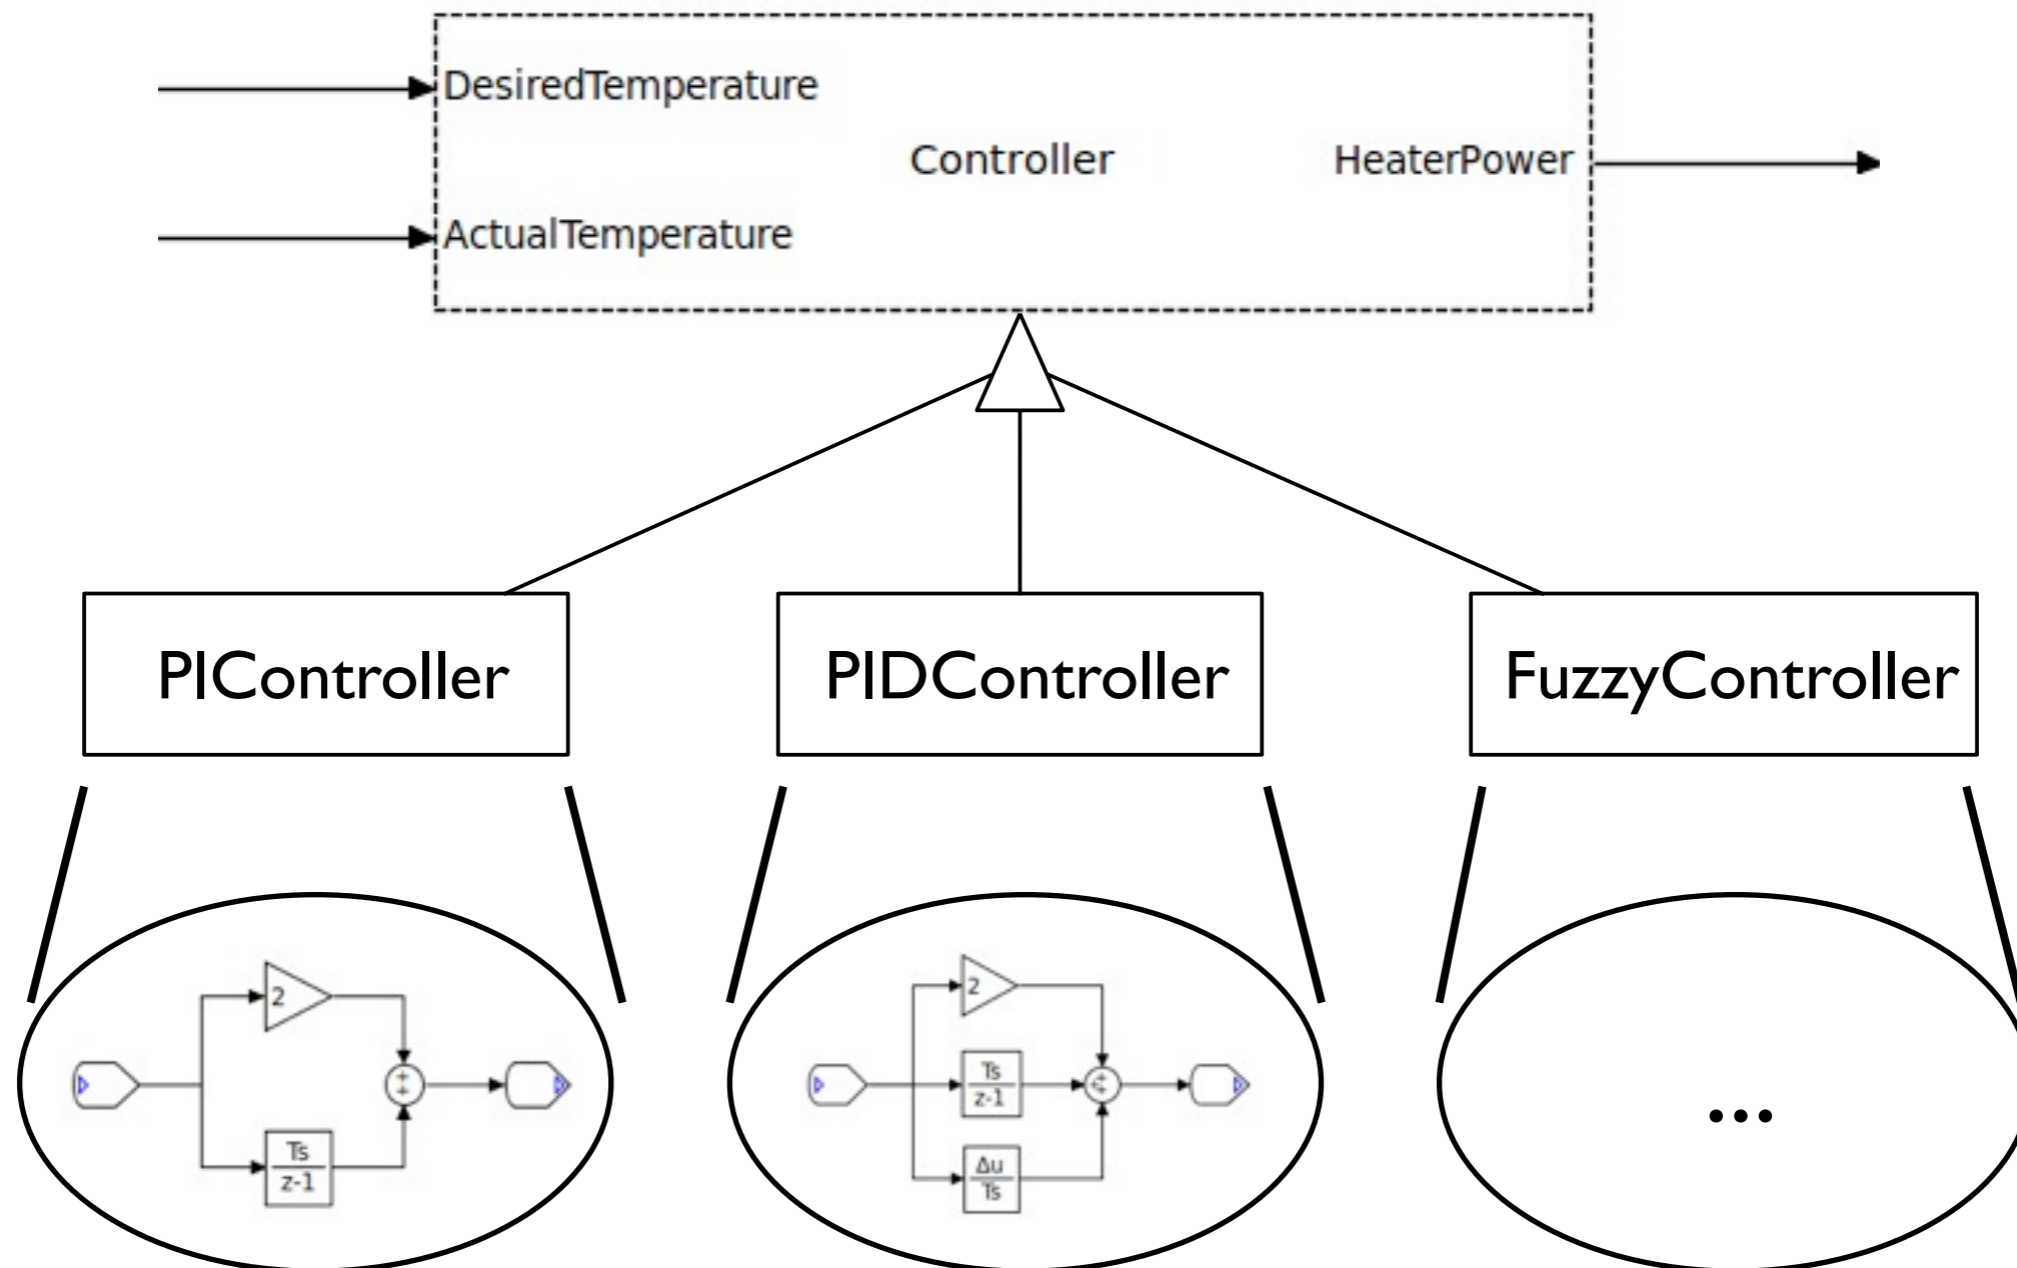 DesiredTemperature
Controller
HeaterPower
ActualTemperature
PIController
PIDController
FuzzyController
2
Ts
z-1
+
+
2
Ts
z-1
Δu
Ts
...